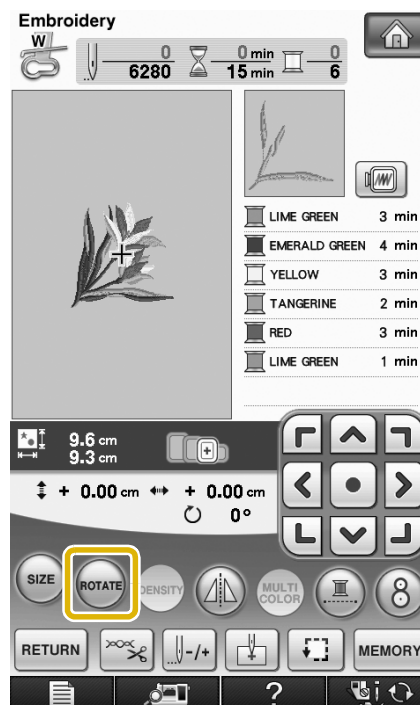 Embroidery
W
0 0 min 0
6280 15 min 6
LIME GREEN 3 min
EMERALD GREEN 4 min
YELLOW 3 min
TANGERINE 2 min
RED 3 min
LIME GREEN 1 min
9.6 cm
9.3 cm
+ 0.00 cm + 0.00 cm
0°
SIZE ROTATE DENSITY MULTI
COLOR 8
RETURN -/+ MEMORY
?